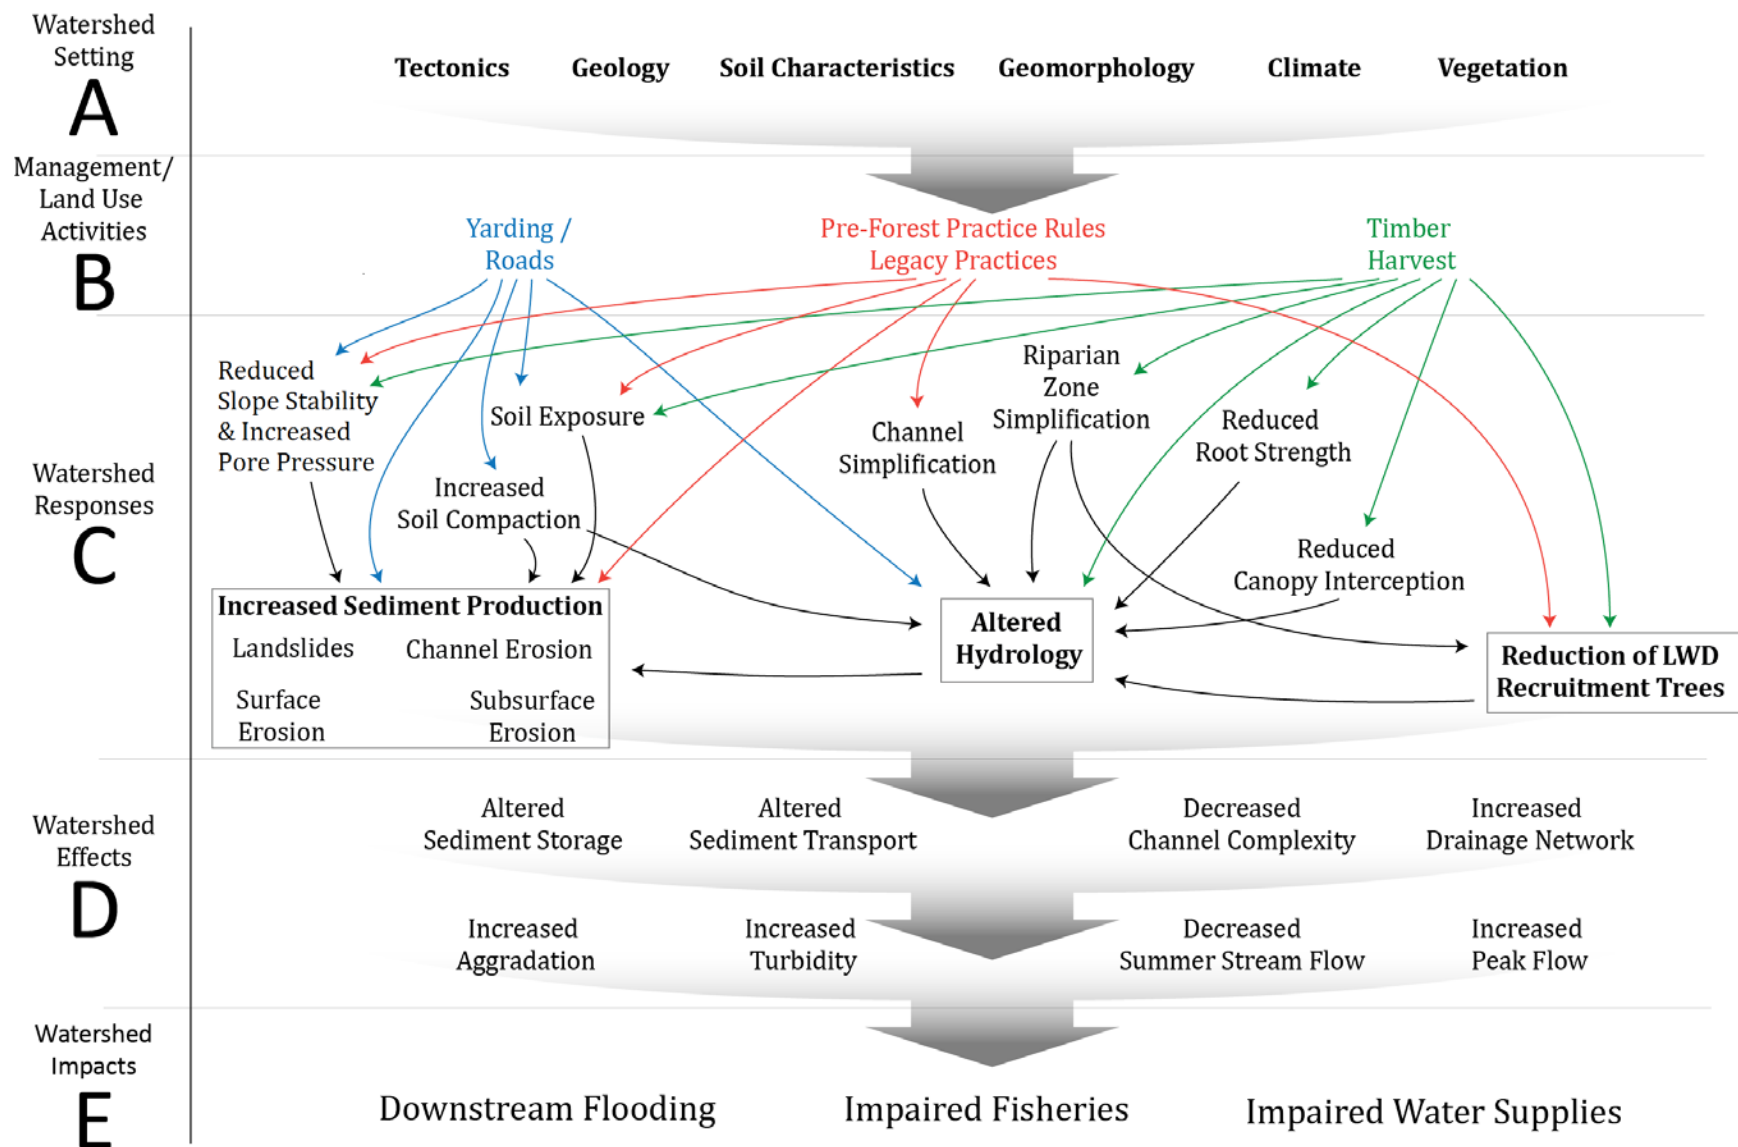 Watershed
Setting
A
Tectonics Geology Soil Characteristics Geomorphology Climate Vegetation
Management/
Land Use
Activities
B
Yarding /
Roads
Pre-Forest Practice Rules
Legacy Practices
Timber
Harvest
Watershed
Responses
C
Reduced
Slope Stability
& Increased
Pore Pressure
Soil Exposure
Increased
Soil Compaction
Channel
Simplification
Riparian
Zone
Simplification
Reduced
Root Strength
Reduced
Canopy Interception
Increased Sediment Production
Landslides Channel Erosion
Surface
Erosion
Subsurface
Erosion
Altered
Hydrology
Reduction of LWD
Recruitment Trees
Watershed
Effects
D
Altered
Sediment Storage
Altered
Sediment Transport
Decreased
Channel Complexity
Increased
Drainage Network
Increased
Aggradation
Increased
Turbidity
Decreased
Summer Stream Flow
Increased
Peak Flow
Watershed
Impacts
E
Downstream Flooding Impaired Fisheries Impaired Water Supplies